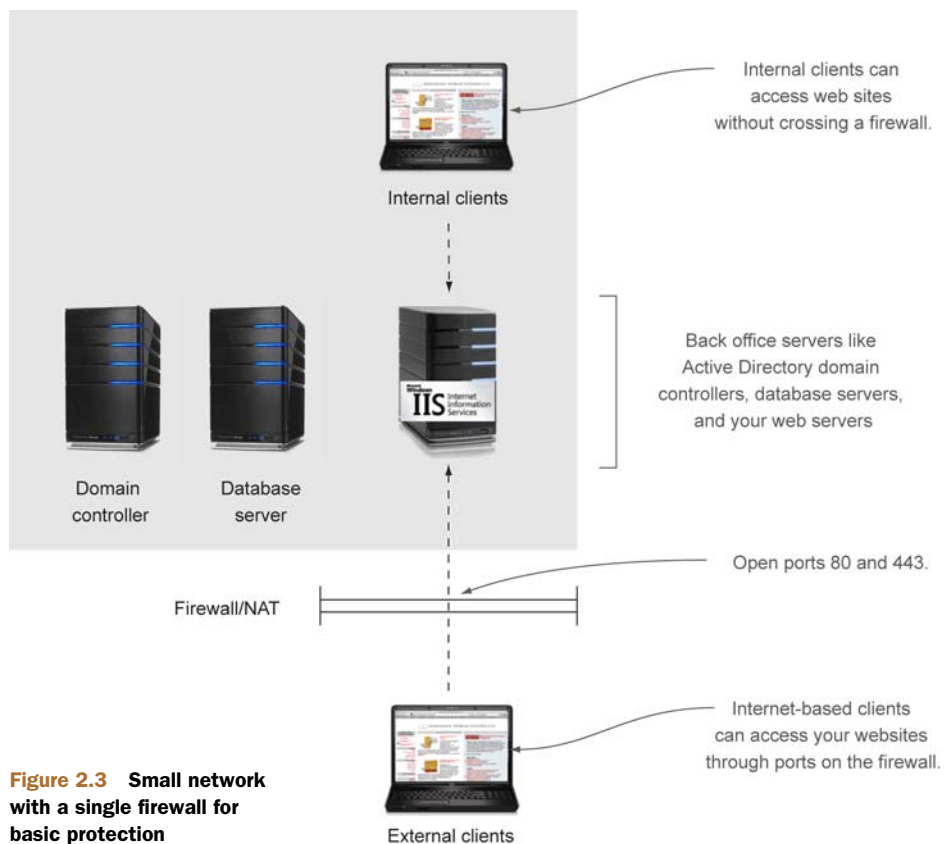 Internal clients can
access web sites
without crossing a firewall.
Internal clients
Windows
IIS
Internet
Information
Services
Back office servers like
Active Directory domain
controllers, database servers,
and your web servers
Domain
controller
Database
server
Open ports 80 and 443.
Firewall/NAT
Internet-based clients
can access your websites
through ports on the firewall.
External clients
Figure 2.3 Small network
with a single firewall for
basic protection